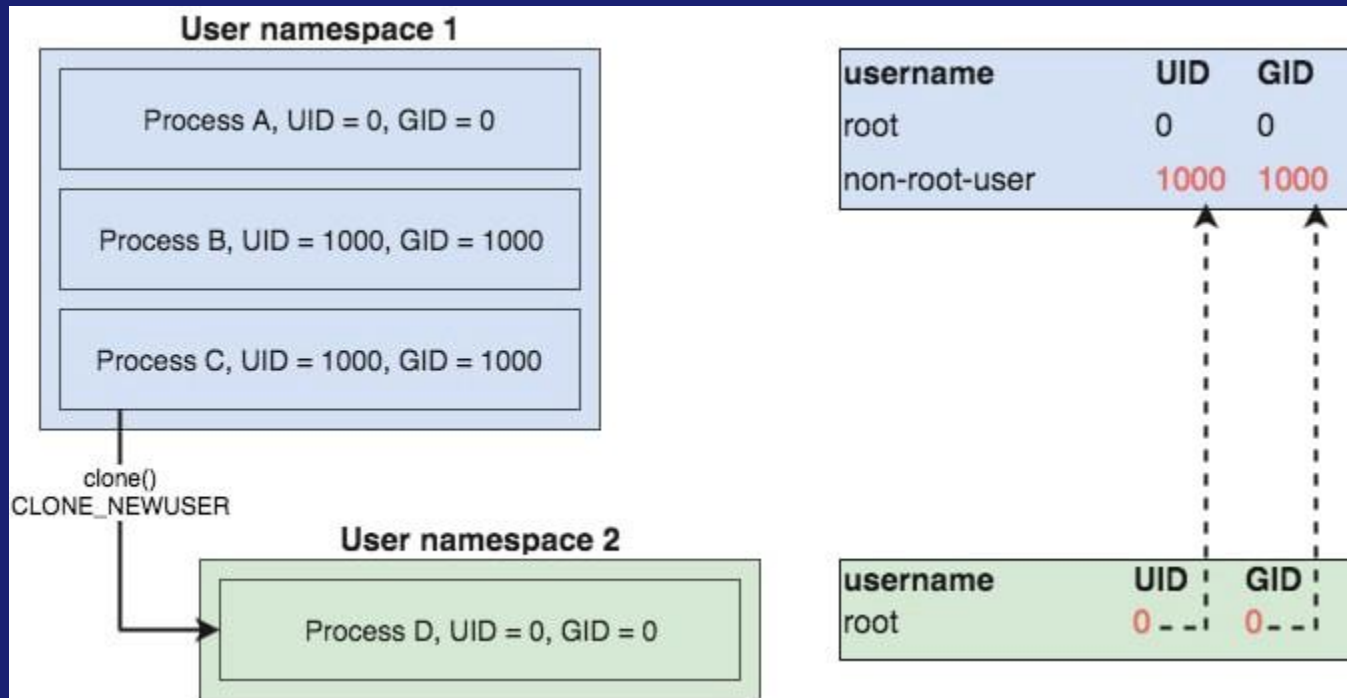 User namespace 1
Process A, UID = 0, GID = 0
Process B, UID = 1000, GID = 1000
Process C, UID = 1000, GID = 1000
clone()
CLONE_NEWUSER
User namespace 2
Process D, UID = 0, GID = 0
username UID GID
root 0 0
non-root-user 1000 1000
username UID GID
root 0 0